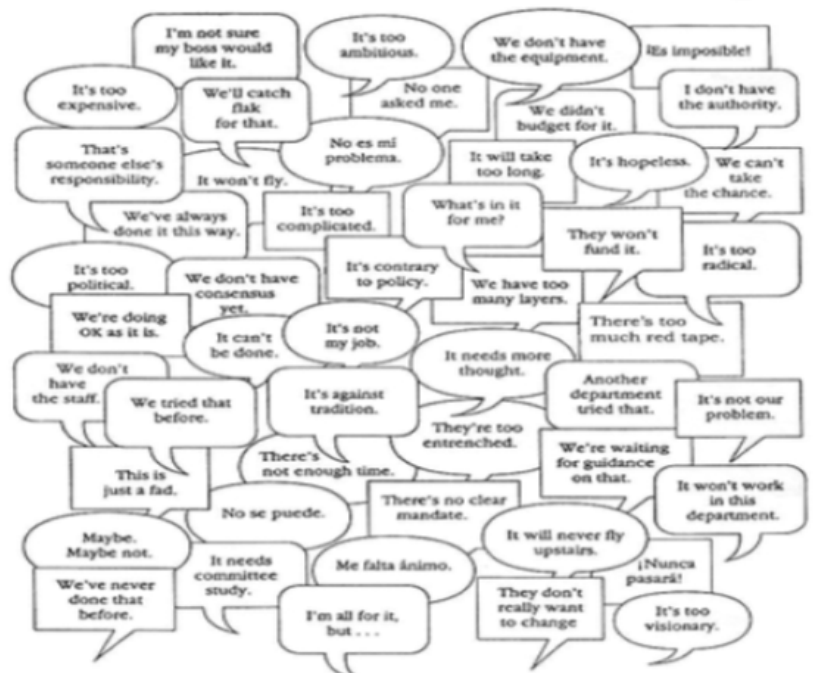 I'm not sure
my boss would
like it.
It's too
ambitious.
We don't have
the equipment.
¡Es imposible!
It's too
expensive.
We'll catch
flak
for that.
No one
asked me.
We didn't
budget for it.
I don't have
the authority.
That's
someone else's
responsibility.
It won't fly.
No es mí
problema.
It will take
too long.
It's hopeless.
We can't
take
the chance.
We've always
done it this way.
It's too
complicated.
What's in it
for me?
They won't
fund it.
It's too
radical.
It's too
political.
We don't have
consensus
yet.
It's contrary
to policy.
We have too
many layers.
We're doing
OK as it is.
It can't
be done.
It's not
my job.
There's too
much red tape.
It needs more
thought.
We don't
have
the staff.
We tried that
before.
It's against
tradition.
Another
department
tried that.
It's not our
problem.
They're too
entrenched.
This is
just a fad.
There's
not enough time.
We're waiting
for guidance
on that.
It won't work
in this
department.
No se puede.
There's no clear
mandate.
It will never fly
upstairs.
Maybe.
Maybe not.
It needs
committee
study.
Me falta ánimo.
¡Nunca
pasará!
We've never
done that
before.
I'm all for it,
but . . .
They don't
really want
to change
It's too
visionary.